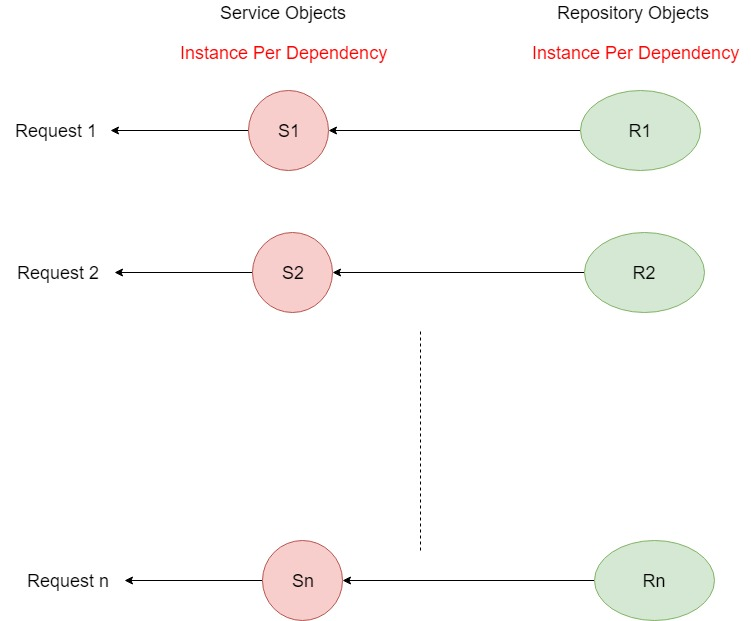 Service Objects
Repository Objects
Instance Per Dependency
Instance Per Dependency
Request 1
S1
R1
Request 2
S2
R2
Request n
Sn
Rn